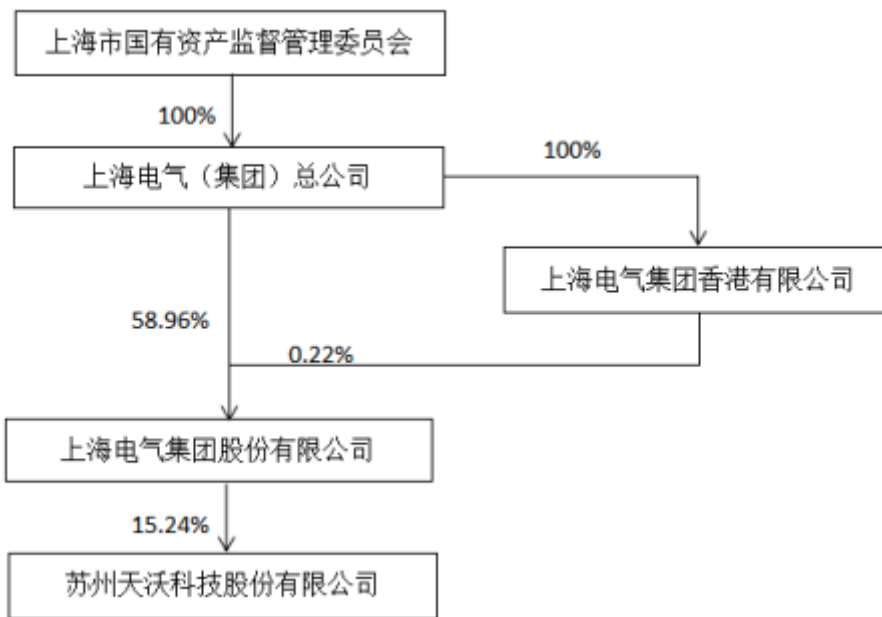 上海市国有资产监督管理委员会
100%
上海电气（集团）总公司
100%
上海电气集团香港有限公司
58.96%
0.22%
上海电气集团股份有限公司
15.24%
苏州天沃科技股份有限公司